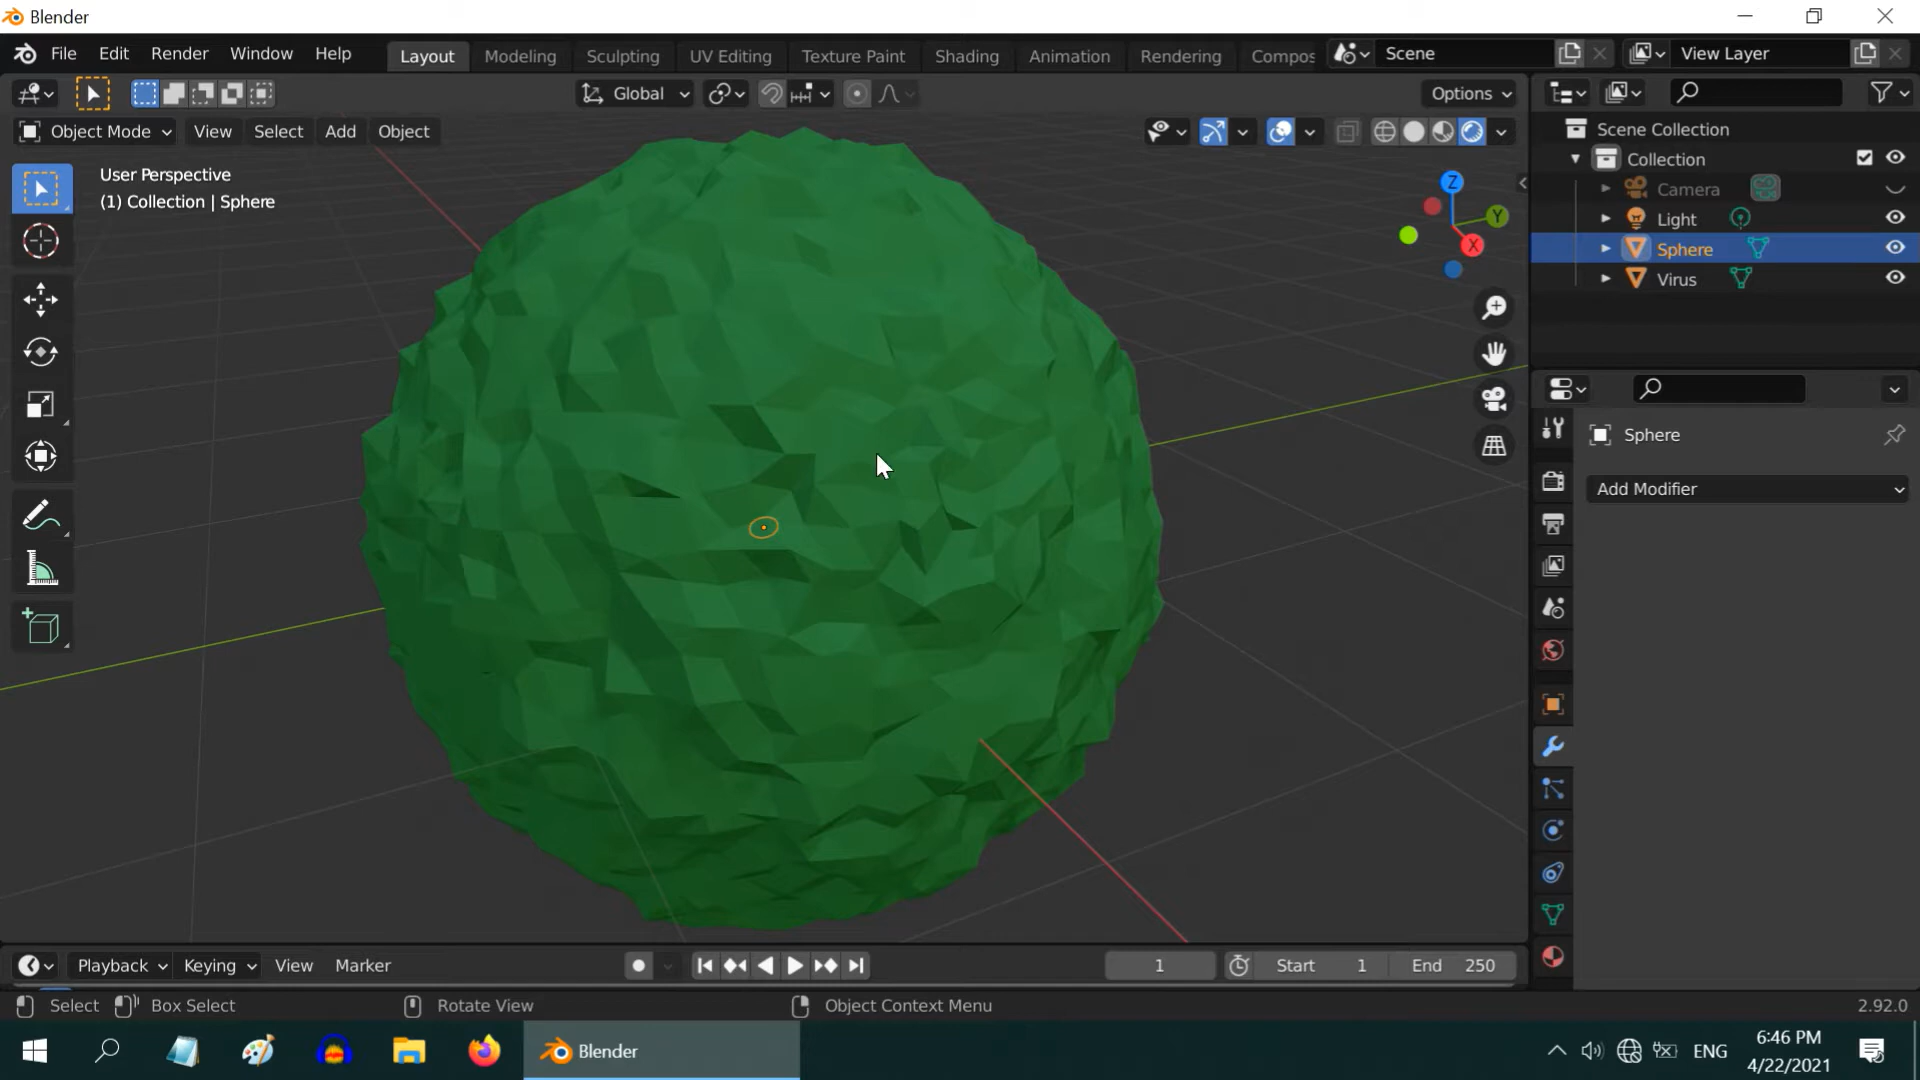 Blender
File Edit Render Window Help Layout Modeling Sculpting UV Editing Texture Paint Shading Animation Rendering Compos Scene View Layer
Global Options
Object Mode View Select Add Object
User Perspective
(1) Collection | Sphere
Z
Y
X
Scene Collection
Collection
Camera
Light
Sphere
Virus
Sphere
Add Modifier
Playback Keying View Marker 1 Start 1 End 250
Select Box Select Rotate View Object Context Menu 2.92.0
Blender ENG 6:46 PM
4/22/2021